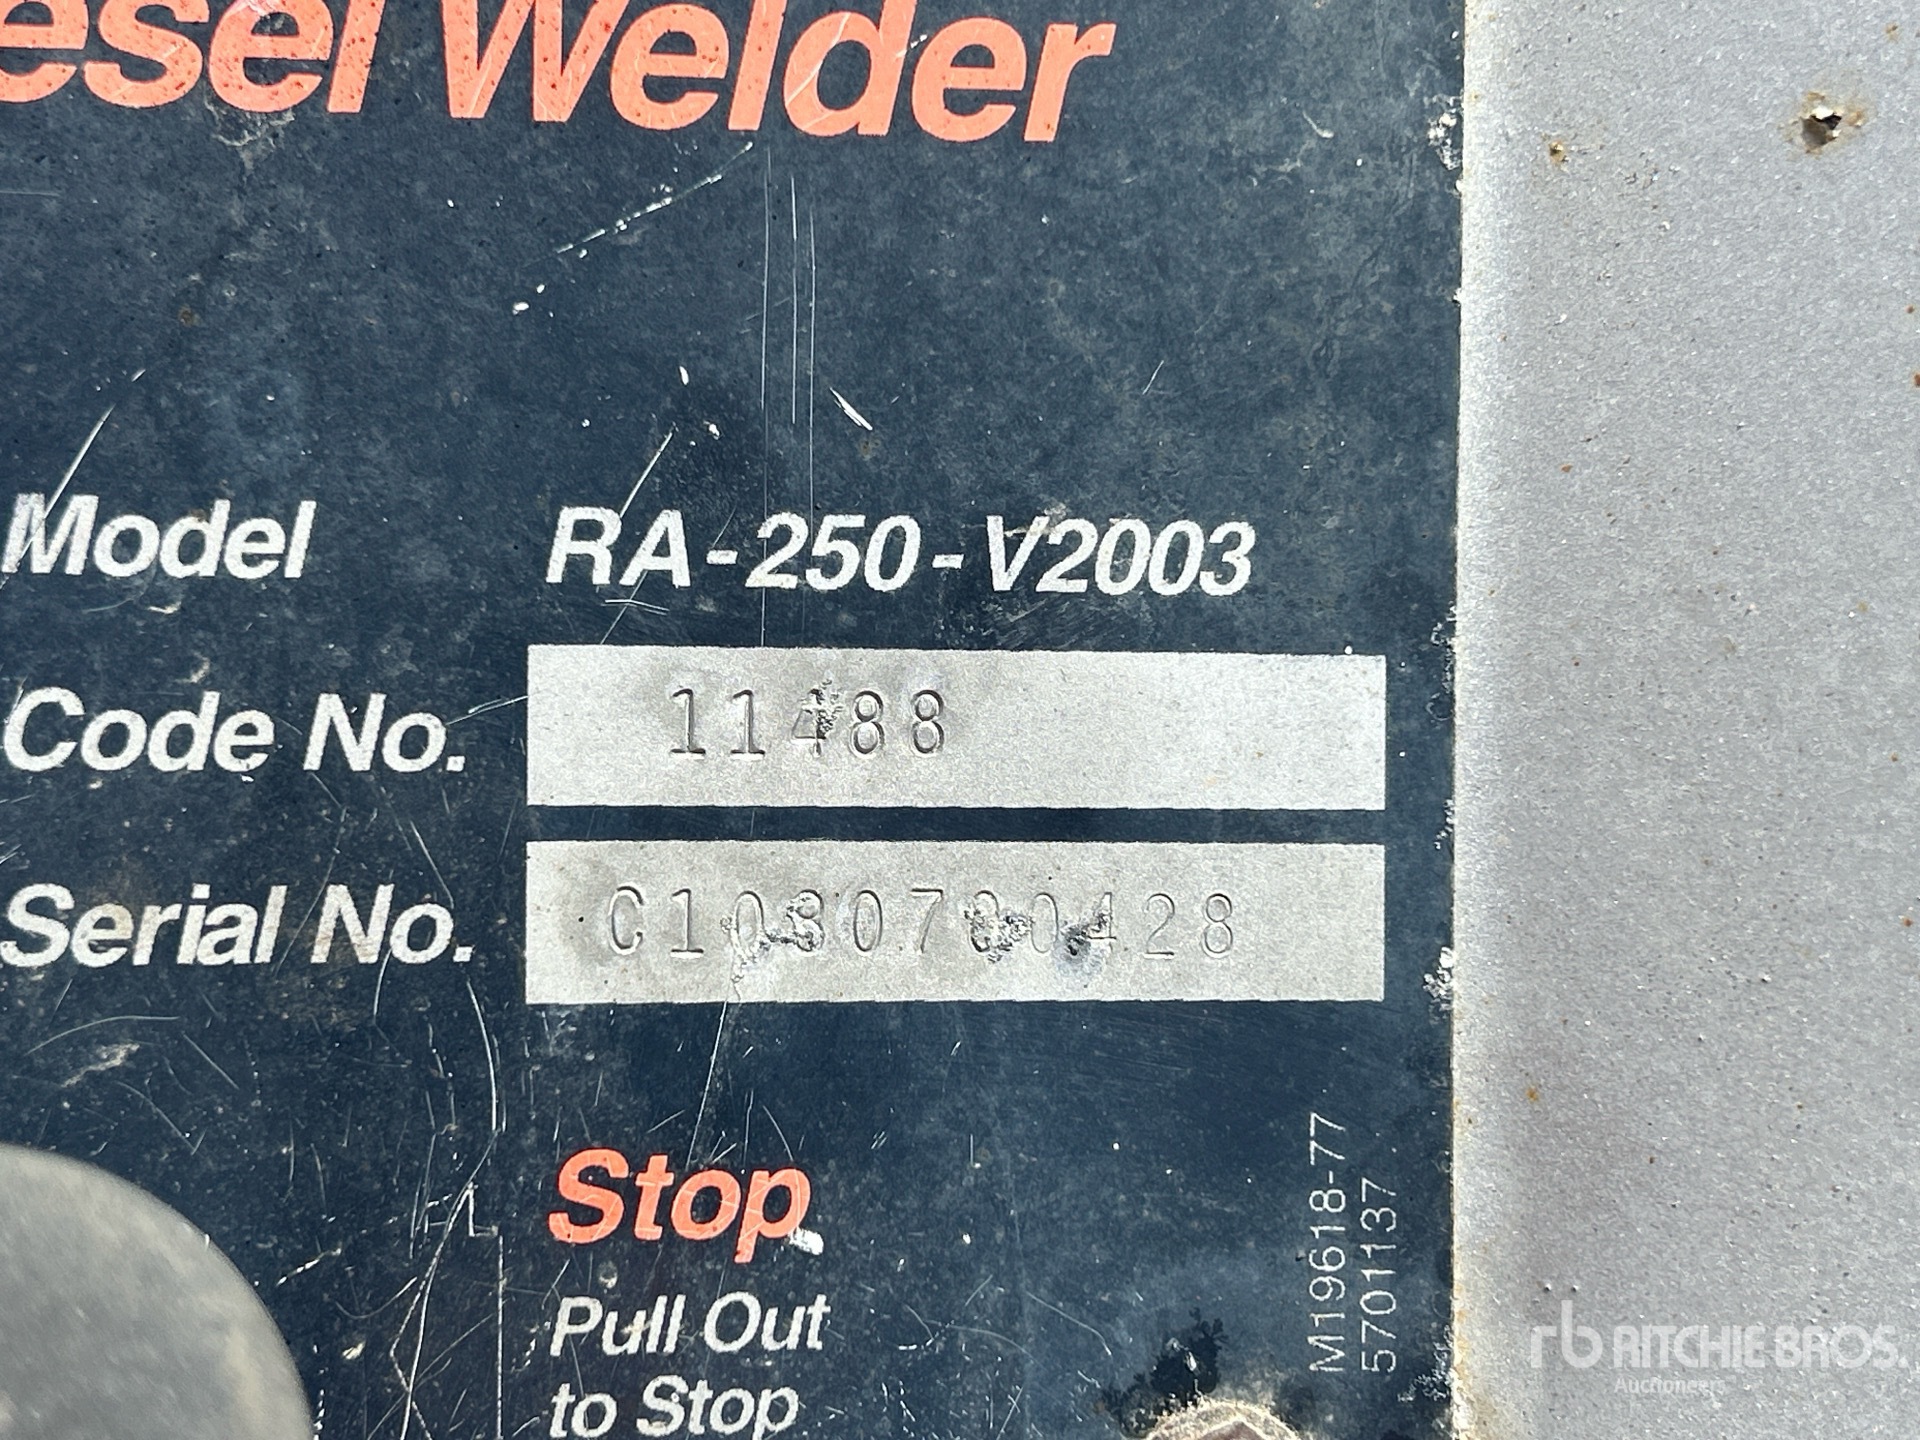 esel Welder
Model RA-250-V2003
Code No. 11488
Serial No. C1080700428
Stop
Pull Out
to Stop
M19618-77
5701137
rb RITCHIE BROS.
Auctioneers